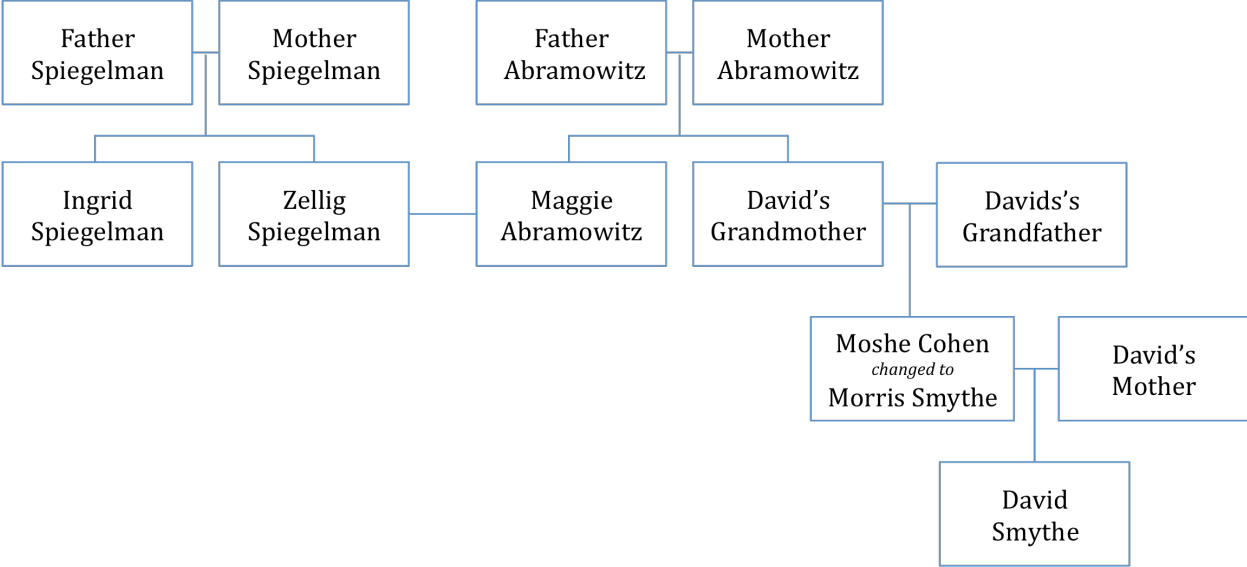 Father
Spiegelman
Mother
Spiegelman
Father
Abramowitz
Mother
Abramowitz
Ingrid
Spiegelman
Zellig
Spiegelman
Maggie
Abramowitz
David’s
Grandmother
Davids’s
Grandfather
Moshe Cohen
changed to
Morris Smythe
David’s
Mother
David
Smythe